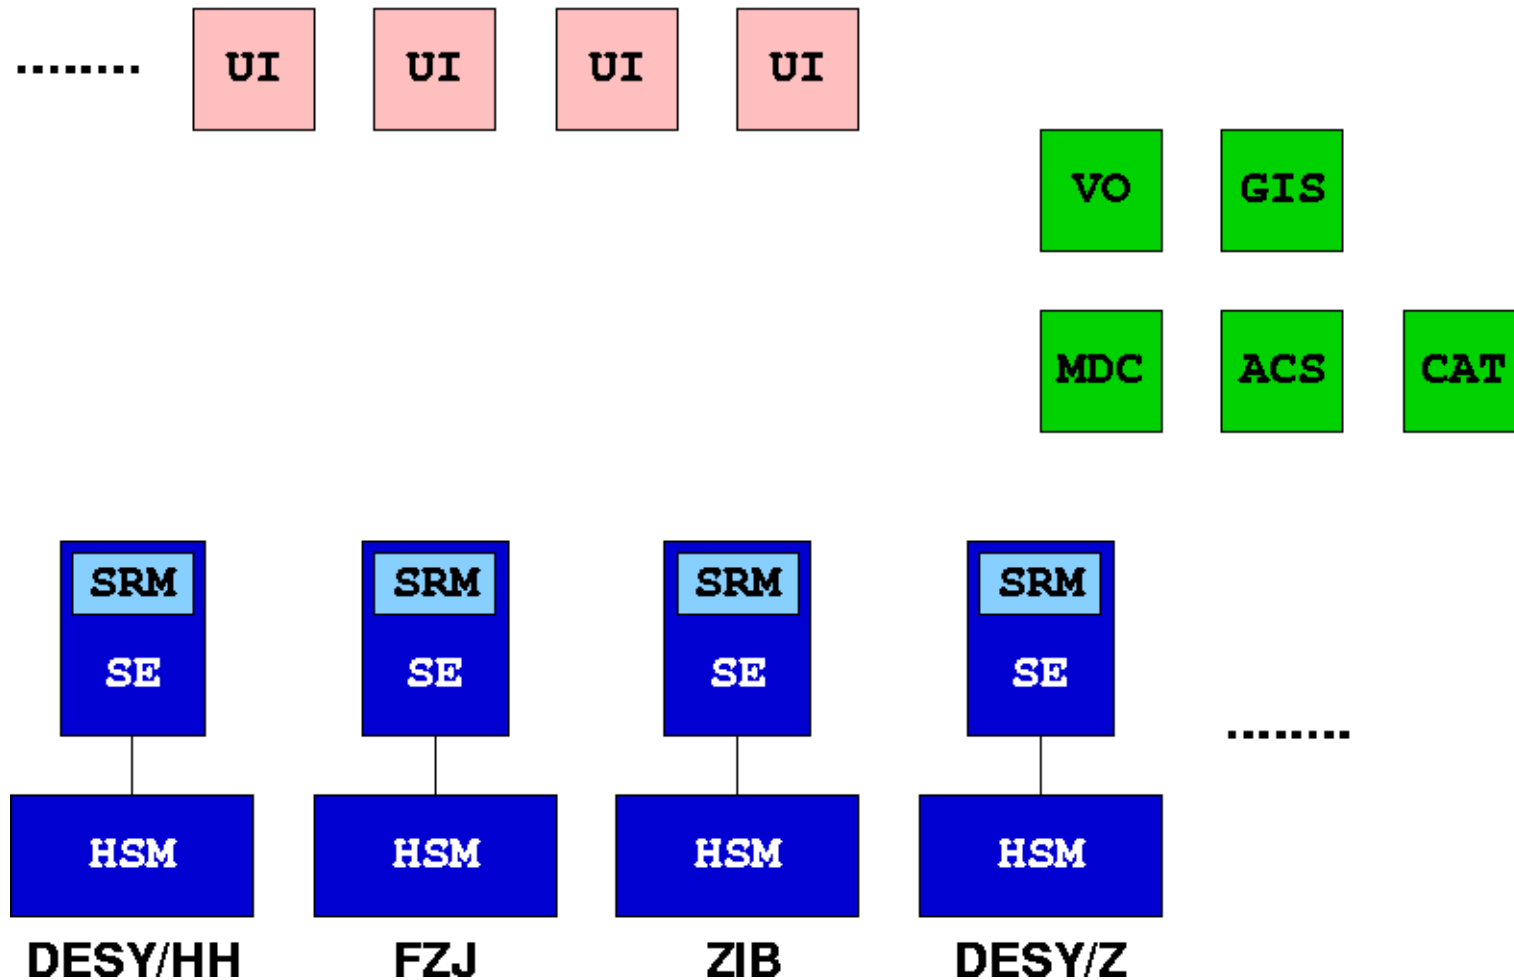 ........ UI UI UI UI
VO GIS
MDC ACS CAT
SRM SRM SRM SRM
SE SE SE SE
........
HSM HSM HSM HSM
DESY/HH FZJ ZIB DESY/Z